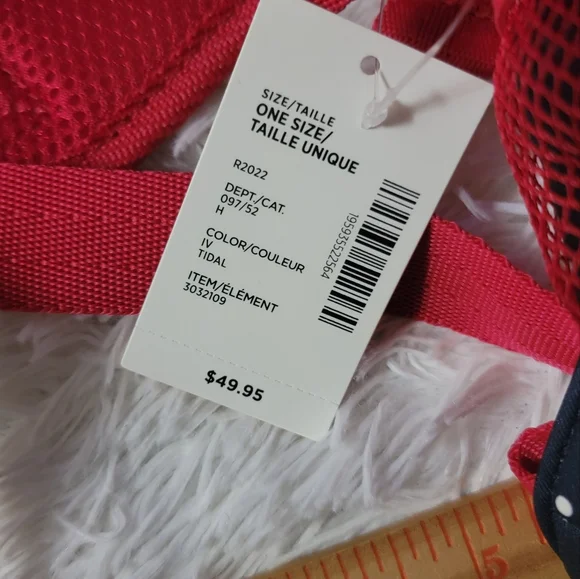 SIZE/TAILLE
ONE SIZE/
TAILLE UNIQUE
R2022
DEPT./CAT.
097/52
H
COLOR/COULEUR
IV
TIDAL
ITEM/ÉLÉMENT
3032109
195935522564
$49.95
5